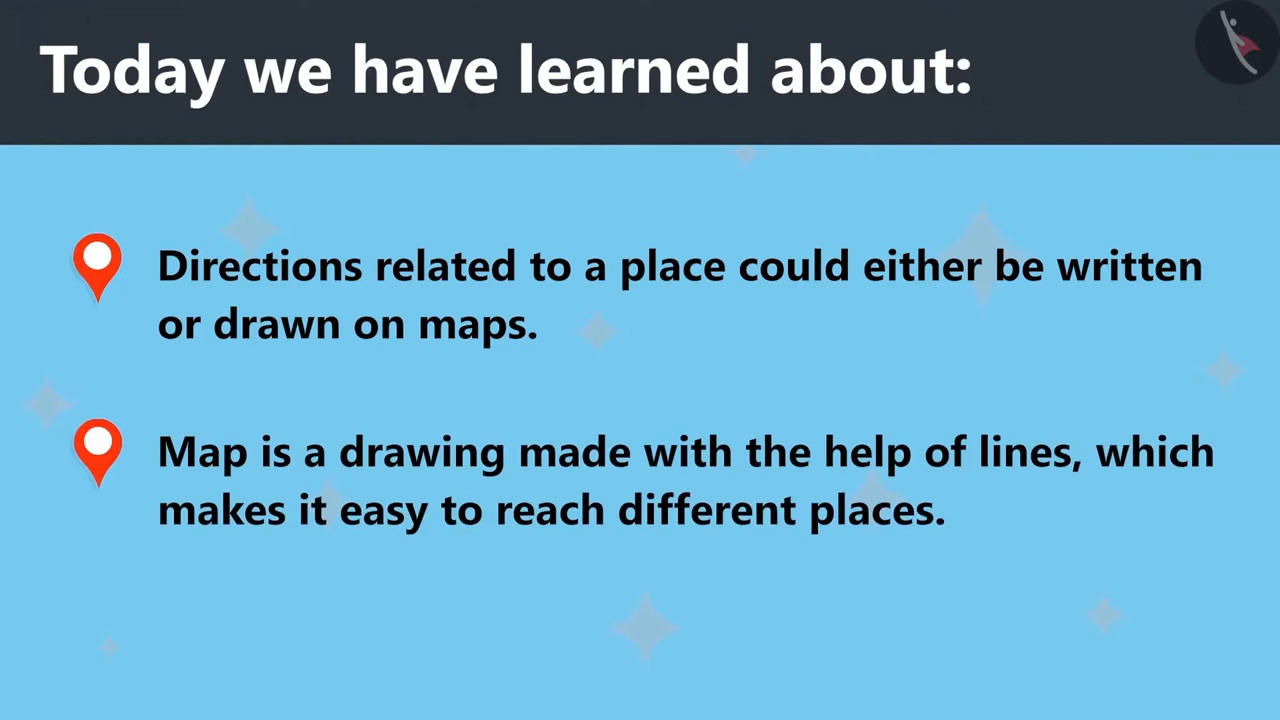 Today we have learned about:
Directions related to a place could either be written
or drawn on maps.
Map is a drawing made with the help of lines, which
makes it easy to reach different places.